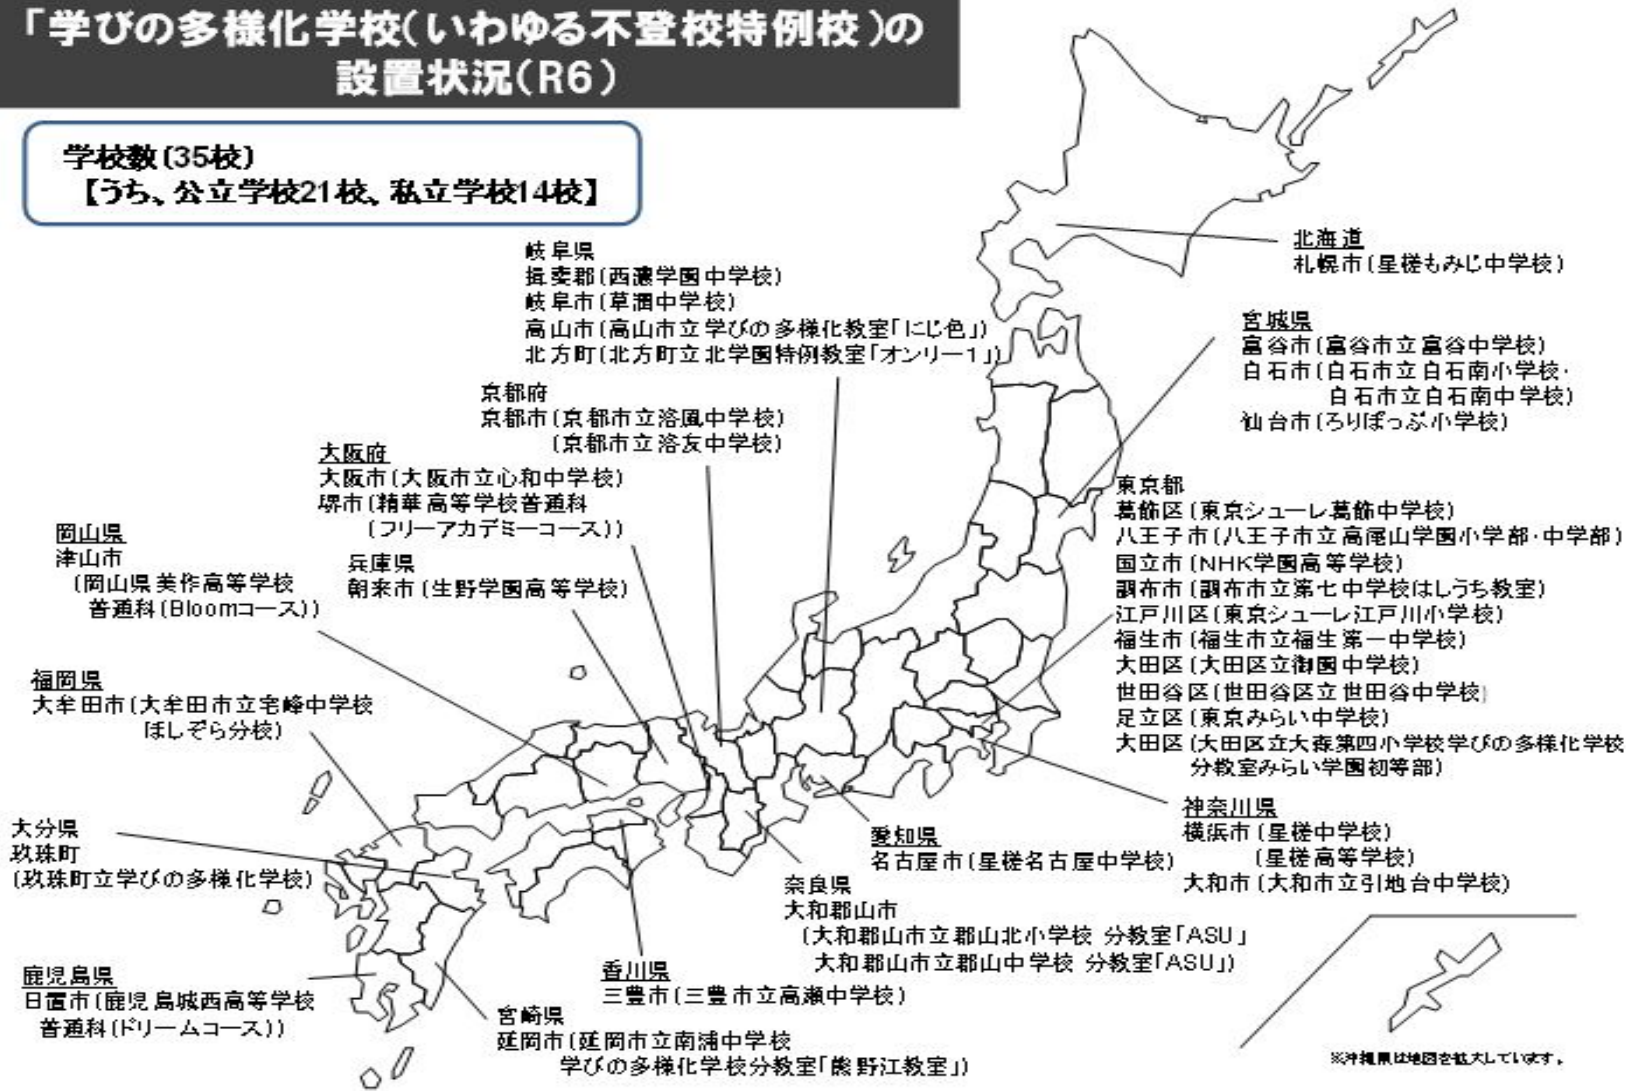 「学びの多様化学校(いわゆる不登校特例校)の
設置状況(R6)
学校数(35校)
【うち、公立学校21校、私立学校14校】
北海道
札幌市(星槎もみじ中学校)
宮城県
富谷市(富谷市立富谷中学校)
白石市(白石市立白石南小学校・
白石市立白石南中学校)
仙台市(ろりぽっぷ小学校)
岐阜県
揖斐郡(西濃学園中学校)
岐阜市(草潤中学校)
高山市(高山市立学びの多様化教室「にじ色」)
北方町(北方町立北学園特例教室「オンリー1」)
京都府
京都市(京都市立洛風中学校)
(京都市立洛友中学校)
大阪府
大阪市(大阪市立心和中学校)
堺市(精華高等学校普通科
(フリーアカデミーコース))
兵庫県
朝来市(生野学園高等学校)
岡山県
津山市
(岡山県美作高等学校
普通科(Bloomコース))
東京都
葛飾区(東京シューレ葛飾中学校)
八王子市(八王子市立高尾山学園小学部・中学部)
国立市(NHK学園高等学校)
調布市(調布市立第七中学校はしうち教室)
江戸川区(東京シューレ江戸川小学校)
福生市(福生市立福生第一中学校)
大田区(大田区立御園中学校)
世田谷区(世田谷区立世田谷中学校)
足立区(東京みらい中学校)
大田区(大田区立大森第四小学校学びの多様化学校
分教室みらい学園初等部)
福岡県
大牟田市(大牟田市立宅峰中学校
ほしぞら分校)
神奈川県
横浜市(星槎中学校)
(星槎高等学校)
大和市(大和市立引地台中学校)
愛知県
名古屋市(星槎名古屋中学校)
大分県
玖珠町
(玖珠町立学びの多様化学校)
奈良県
大和郡山市
(大和郡山市立郡山北小学校 分教室「ASU」
大和郡山市立郡山中学校 分教室「ASU」)
香川県
三豊市(三豊市立高瀬中学校)
鹿児島県
日置市(鹿児島城西高等学校
普通科(ドリームコース))
宮崎県
延岡市(延岡市立南浦中学校
学びの多様化学校分教室「熊野江教室」)
※沖縄県は地図を拡大しています。